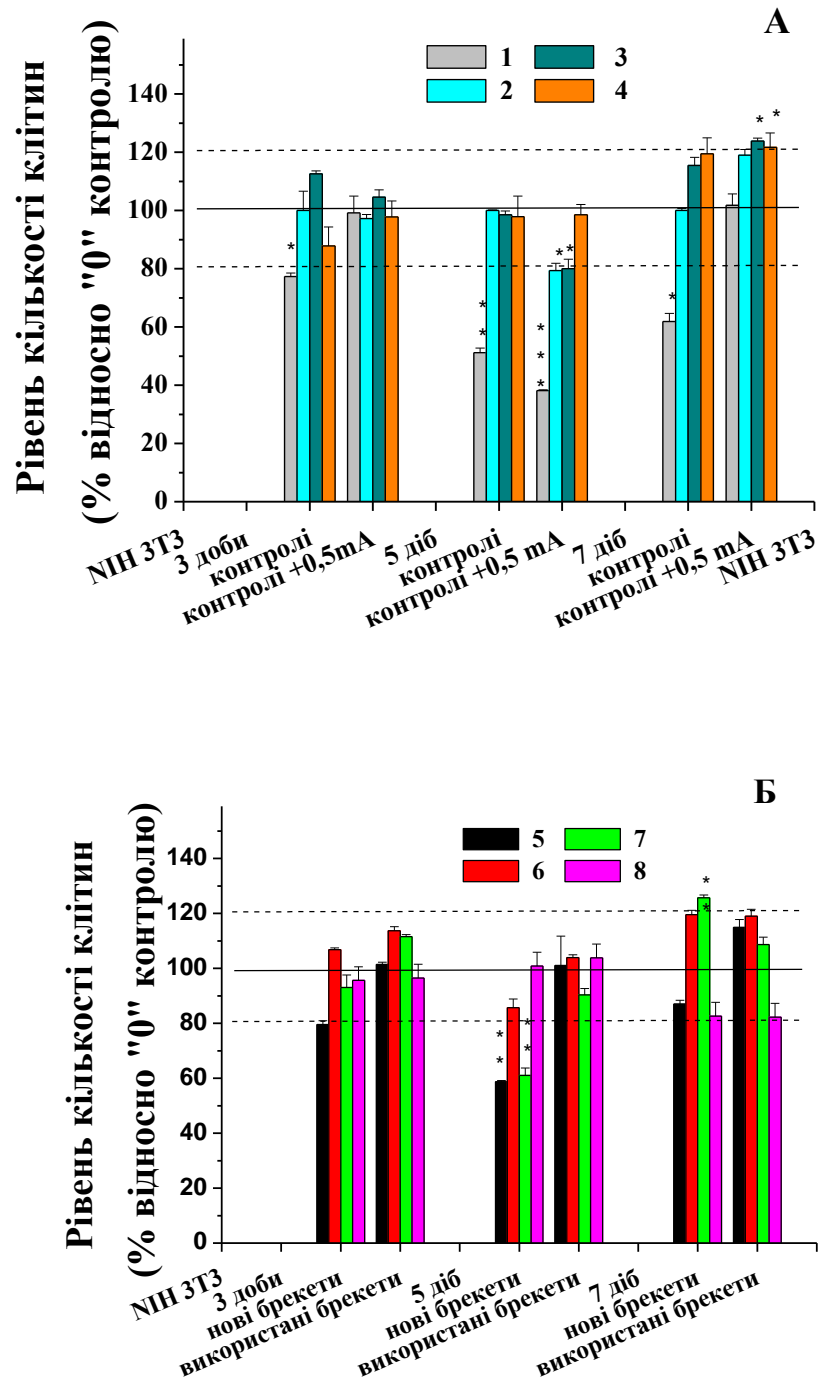 А
1 3
2 4
Рівень кількості клітин
(% відносно "0" контролю)
140
120
100
80
60
40
20
0
* * * * * * * * * * * *
NIH 3T3
3 доби
контролі
контролі +0,5mA
5 діб
контролі
контролі +0,5 mA
7 діб
контролі
контролі +0,5 mA
NIH 3T3
Б
5 7
6 8
Рівень кількості клітин
(% відносно "0" контролю)
140
120
100
80
60
40
20
0
* * * * * *
NIH 3T3
3 доби
нові брекети
використані брекети
5 діб
нові брекети
використані брекети
7 діб
нові брекети
використані брекети